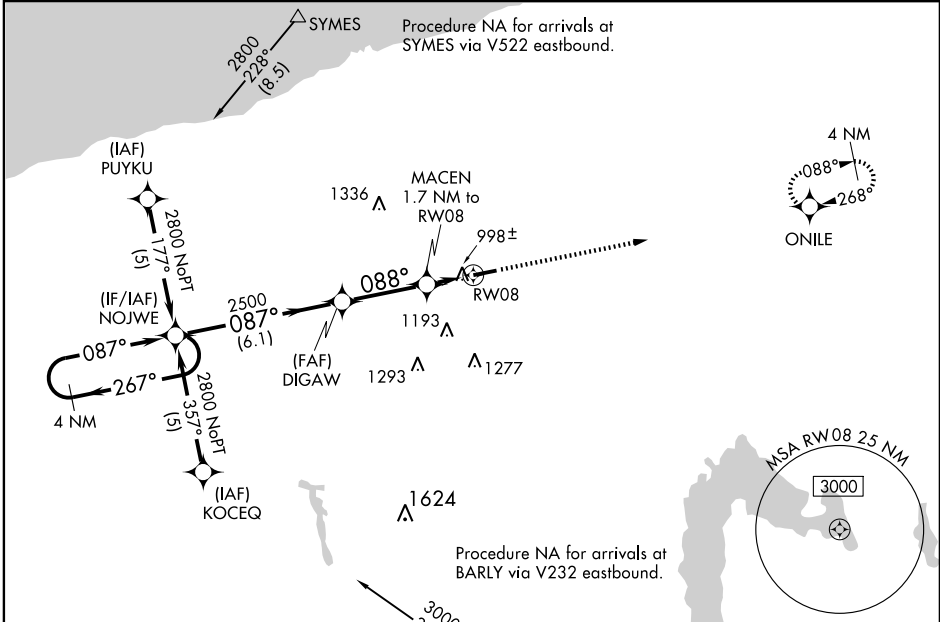 SYMES
Procedure NA for arrivals at
SYMES via V522 eastbound.
2800
228°
(8.5)
(IAF)
PUYKU
2800 NoPT
177°
(5)
1336
MACEN
1.7 NM to
RW08
998±
4 NM
088°
268°
ONILE
088°
RW08
(IF/IAF)
NOJWE
2500
087°
(6.1)
(FAF)
DIGAW
1193
1293
1277
087°
267°
4 NM
2800 NoPT
357°
(5)
(IAF)
KOCEQ
1624
MSA RW08 25 NM
3000
Procedure NA for arrivals at
BARLY via V232 eastbound.
3000